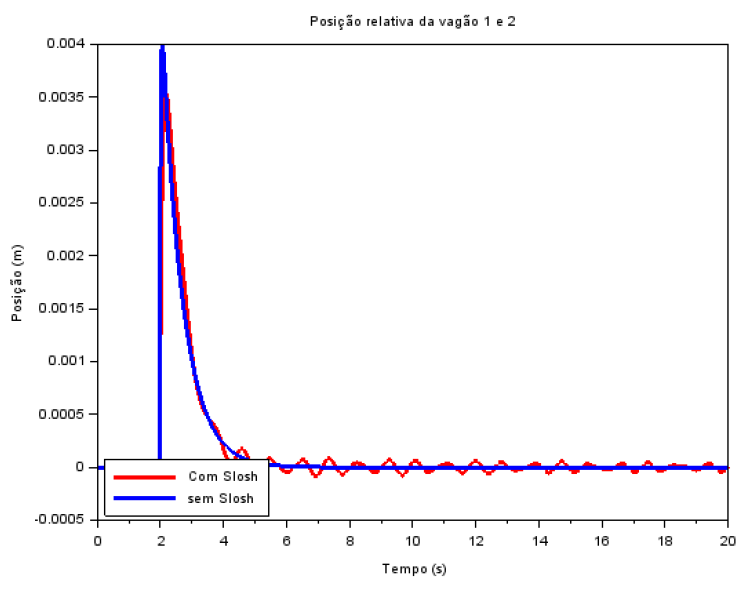 Posição relativa da vagão 1 e 2
0.004
0.0035
0.003
0.0025
0.002
0.0015
0.001
0.0005
0
-0.0005
Posição (m)
Com Slosh
sem Slosh
0 2 4 6 8 10 12 14 16 18 20
Tempo (s)